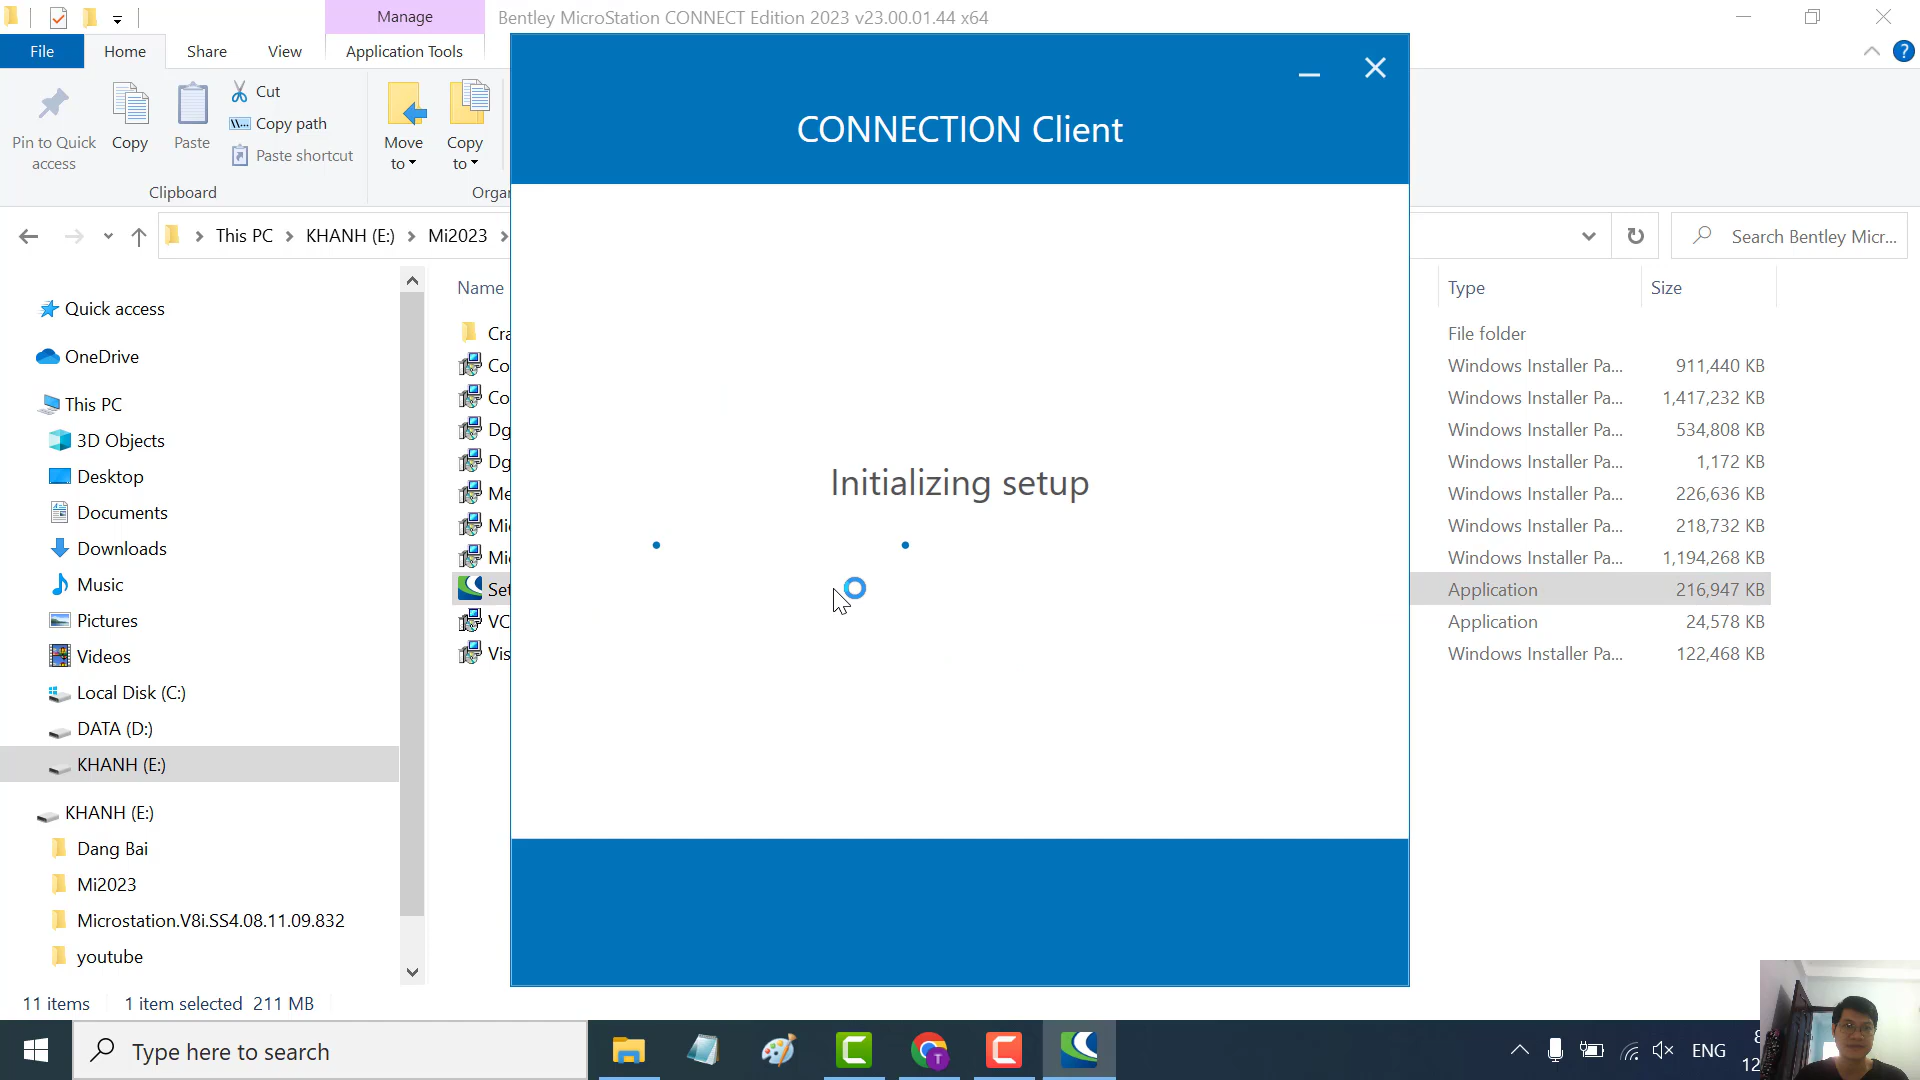 Manage
Bentley MicroStation CONNECT Edition 2023 v23.00.01.44 x64
File
Home
Share
View
Application Tools
Pin to Quick access
Copy
Paste
Cut
Copy path
Paste shortcut
Move to
Copy to
Clipboard
CONNECTION Client
This PC
KHANH (E:)
Mi2023
Search Bentley Micr...
Name
Type
Size
File folder
Windows Installer Pa...
911,440 KB
Windows Installer Pa...
1,417,232 KB
Windows Installer Pa...
534,808 KB
Windows Installer Pa...
1,172 KB
Windows Installer Pa...
226,636 KB
Windows Installer Pa...
218,732 KB
Windows Installer Pa...
1,194,268 KB
Application
216,947 KB
Application
24,578 KB
Windows Installer Pa...
122,468 KB
Initializing setup
Quick access
OneDrive
This PC
3D Objects
Desktop
Documents
Downloads
Music
Pictures
Videos
Local Disk (C:)
DATA (D:)
KHANH (E:)
KHANH (E:)
Dang Bai
Mi2023
Microstation.V8i.SS4.08.11.09.832
youtube
11 items
1 item selected 211 MB
Type here to search
ENG